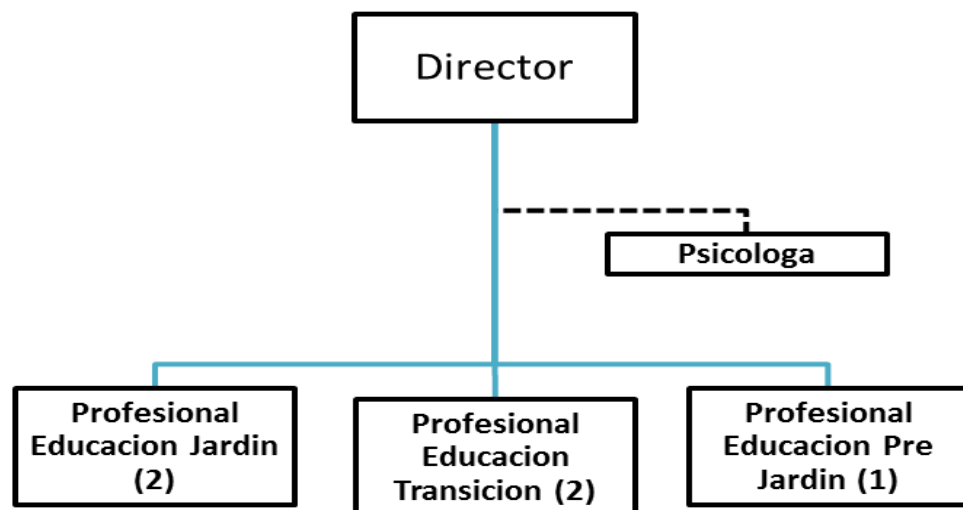 Director
Psicologa
Profesional
Educacion Jardin
(2)
Profesional
Educacion
Transicion (2)
Profesional
Educacion Pre
Jardin (1)